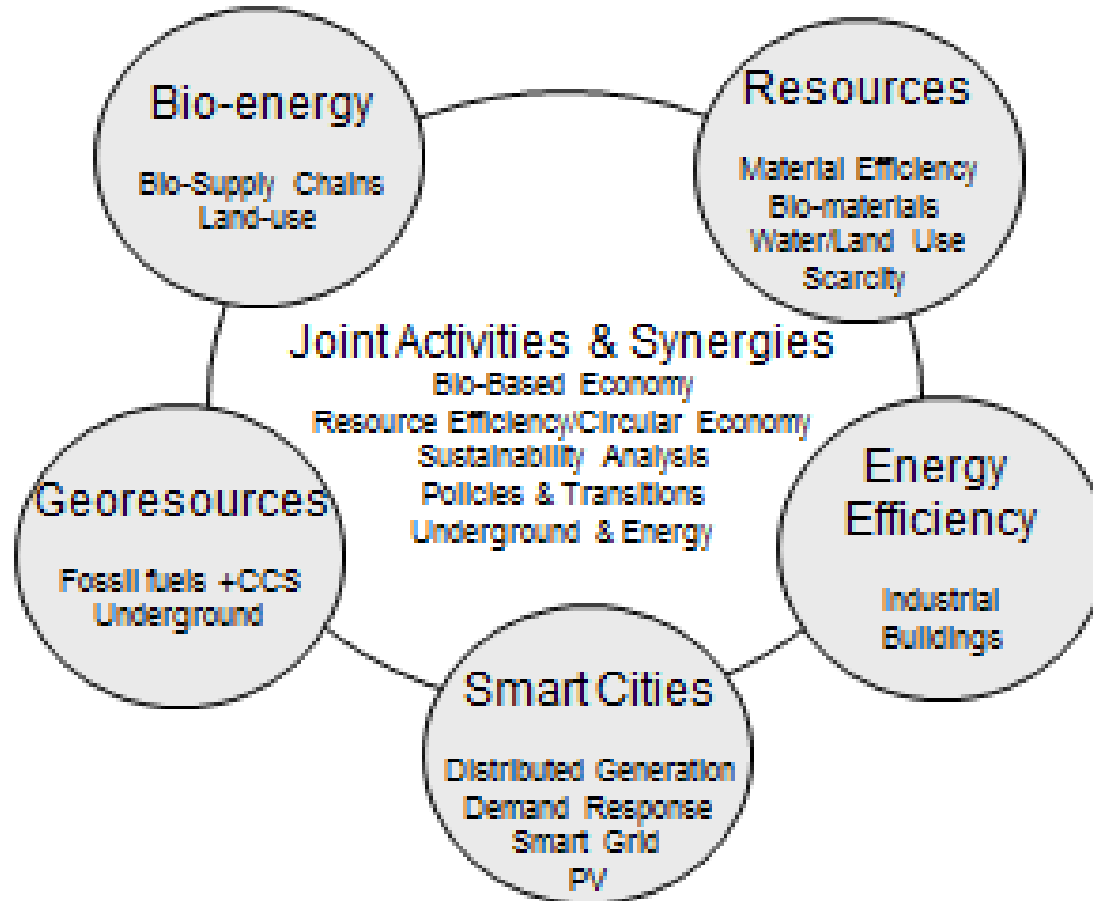 Bio-energy
Bio-Supply Chains
Land-use
Resources
Material Efficiency
Bio-materials
Water/Land Use
Scarcity
Joint Activities & Synergies
Bio-Based Economy
Resource Efficiency/Circular Economy
Sustainability Analysis
Policies & Transitions
Underground & Energy
Georesources
Fossil fuels +CCS
Underground
Energy
Efficiency
Industrial
Buildings
Smart Cities
Distributed Generation
Demand Response
Smart Grid
PV